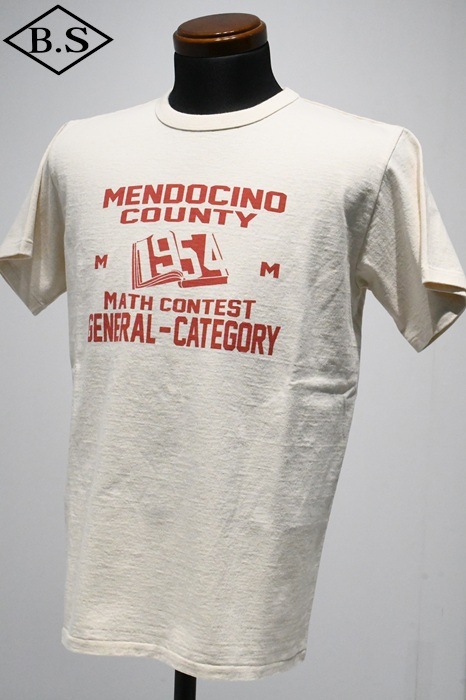 B.S
MENDOCINO
COUNTY
M 1954 M
MATH CONTEST
GENERAL-CATEGORY